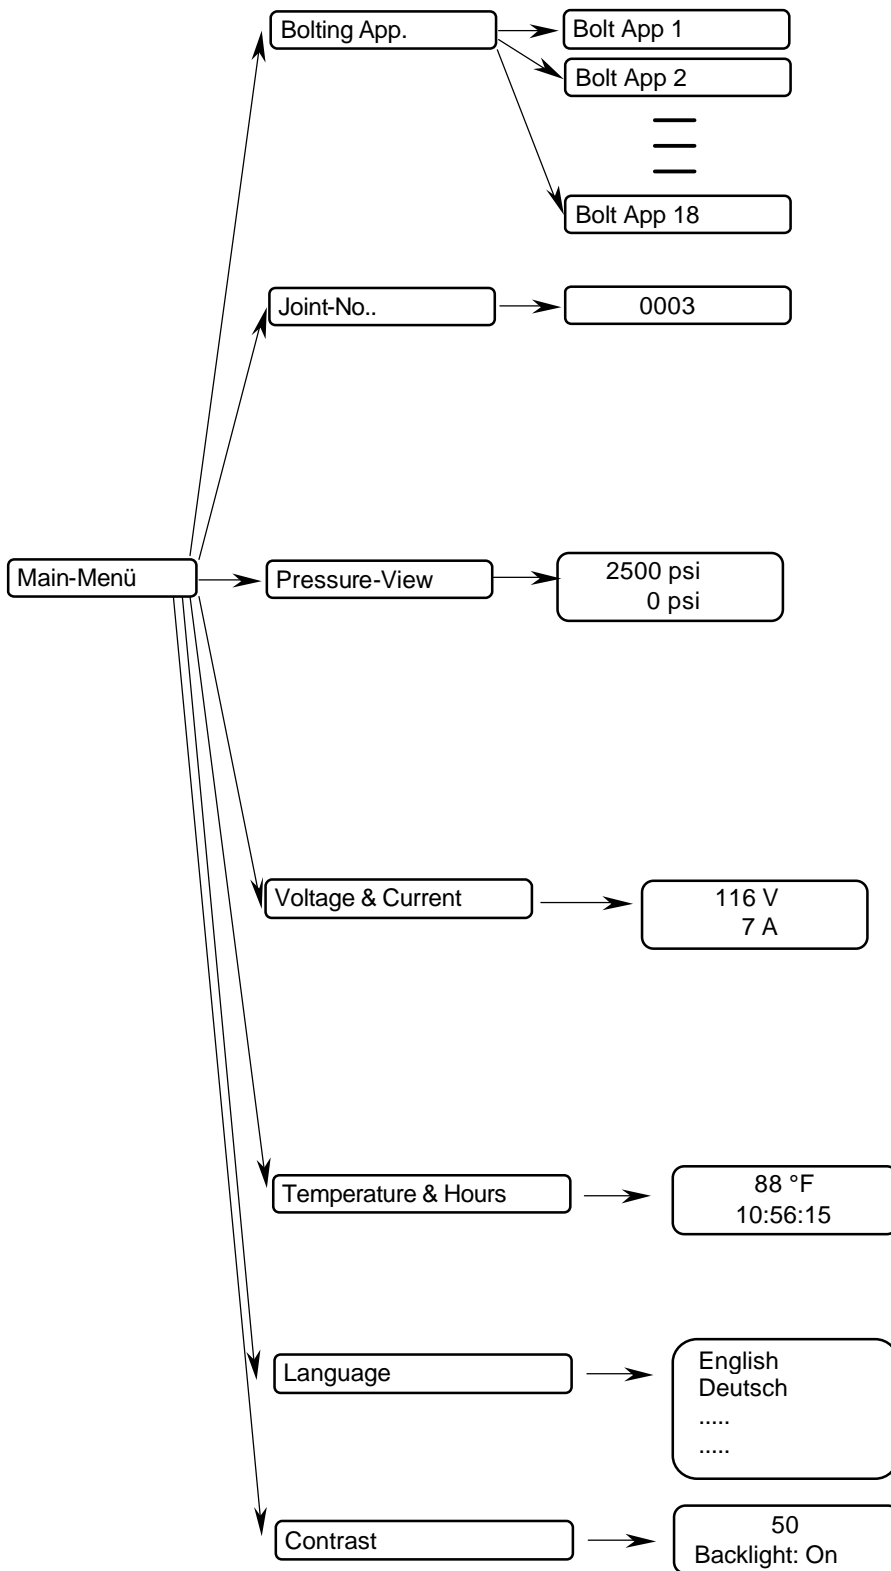 Bolting App.
Bolt App 1
Bolt App 2
Bolt App 18
Joint-No..
0003
Main-Menü
Pressure-View
2500 psi
0 psi
Voltage & Current
116 V
7 A
Temperature & Hours
88 °F
10:56:15
Language
English
Deutsch
.....
.....
Contrast
50
Backlight: On